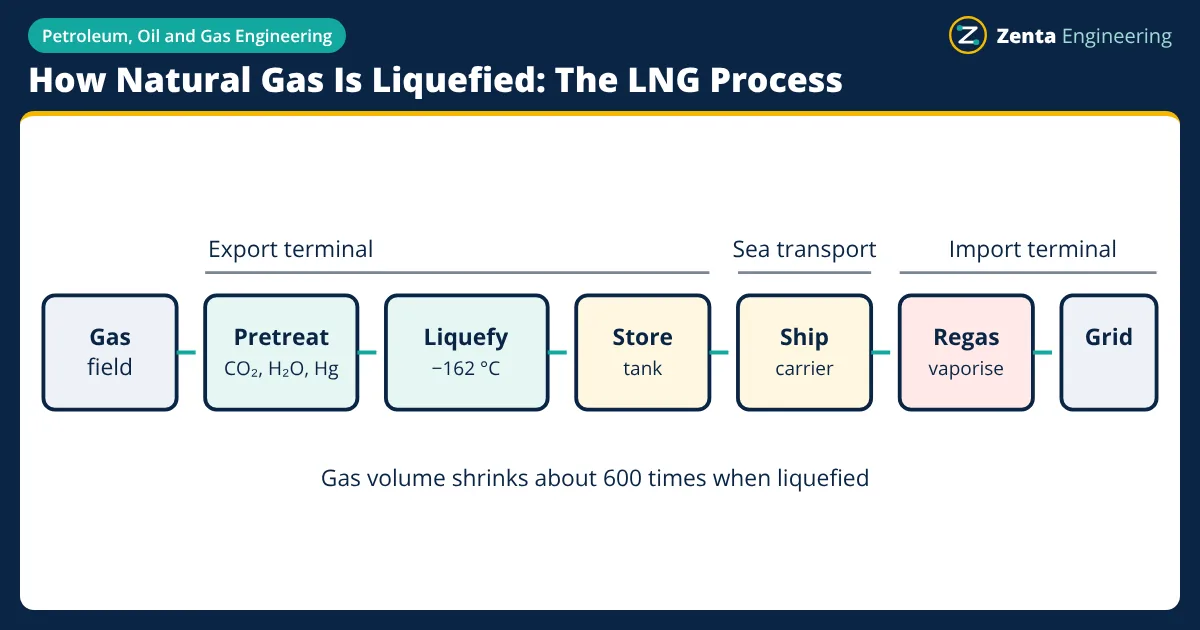 Petroleum, Oil and Gas Engineering
Zenta Engineering
How Natural Gas Is Liquefied: The LNG Process
Export terminal
Sea transport
Import terminal
Gas
field
Pretreat
CO₂, H₂O, Hg
Liquefy
−162 °C
Store
tank
Ship
carrier
Regas
vaporise
Grid
Gas volume shrinks about 600 times when liquefied